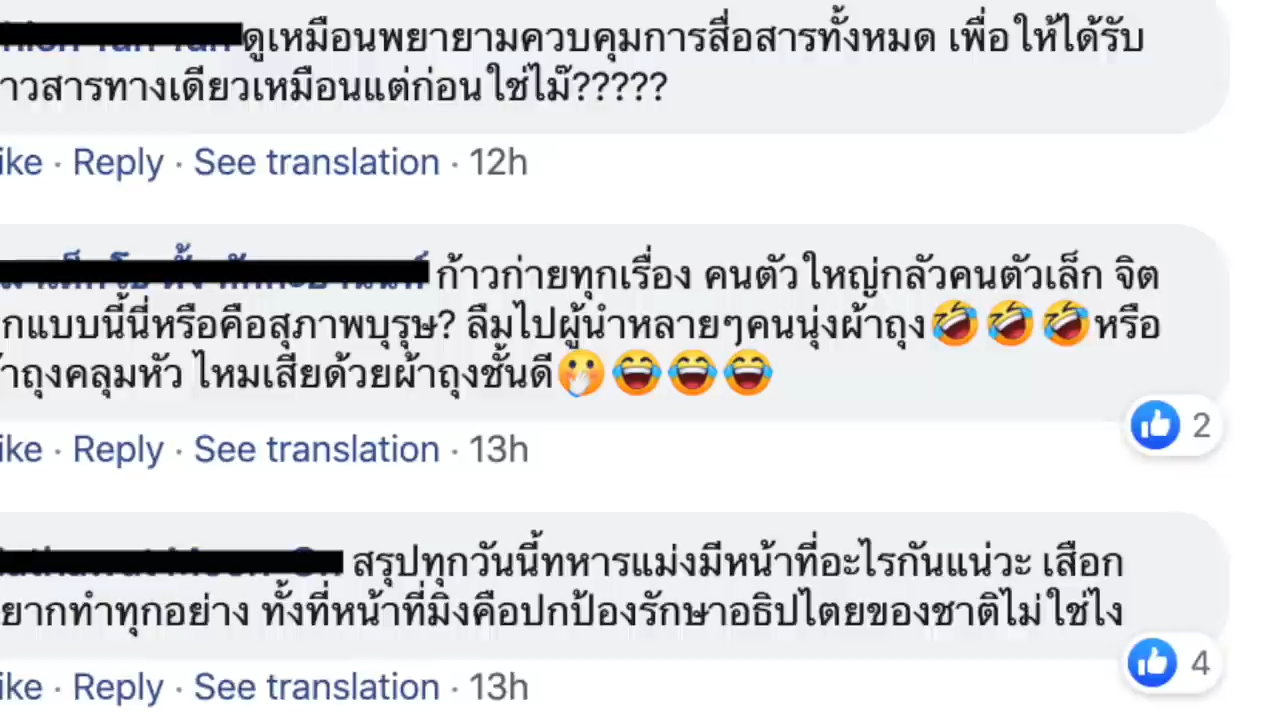 ดูเหมือนพยายามควบคุมการสื่อสารทั้งหมด เพื่อให้ได้รับ
าวสารทางเดียวเหมือนแต่ก่อนใช่ไม๊?????
ike · Reply · See translation · 12h
ก้าวก่ายทุกเรื่อง คนตัวใหญ่กลัวคนตัวเล็ก จิต
กแบบนี้นี่หรือคือสุภาพบุรุษ? ลืมไปผู้นำหลายๆคนนุ่งผ้าถุง🤣🤣🤣หรือ
้าถุงคลุมหัว ไหมเสียด้วยผ้าถุงชั้นดี🤭😂😂😂
2
ike · Reply · See translation · 13h
สรุปทุกวันนี้ทหารแม่งมีหน้าที่อะไรกันแน่วะ เสือก
ยากทำทุกอย่าง ทั้งที่หน้าที่มึงคือปกป้องรักษาอธิปไตยของชาติไม่ใช่ไง
4
ike · Reply · See translation · 13h